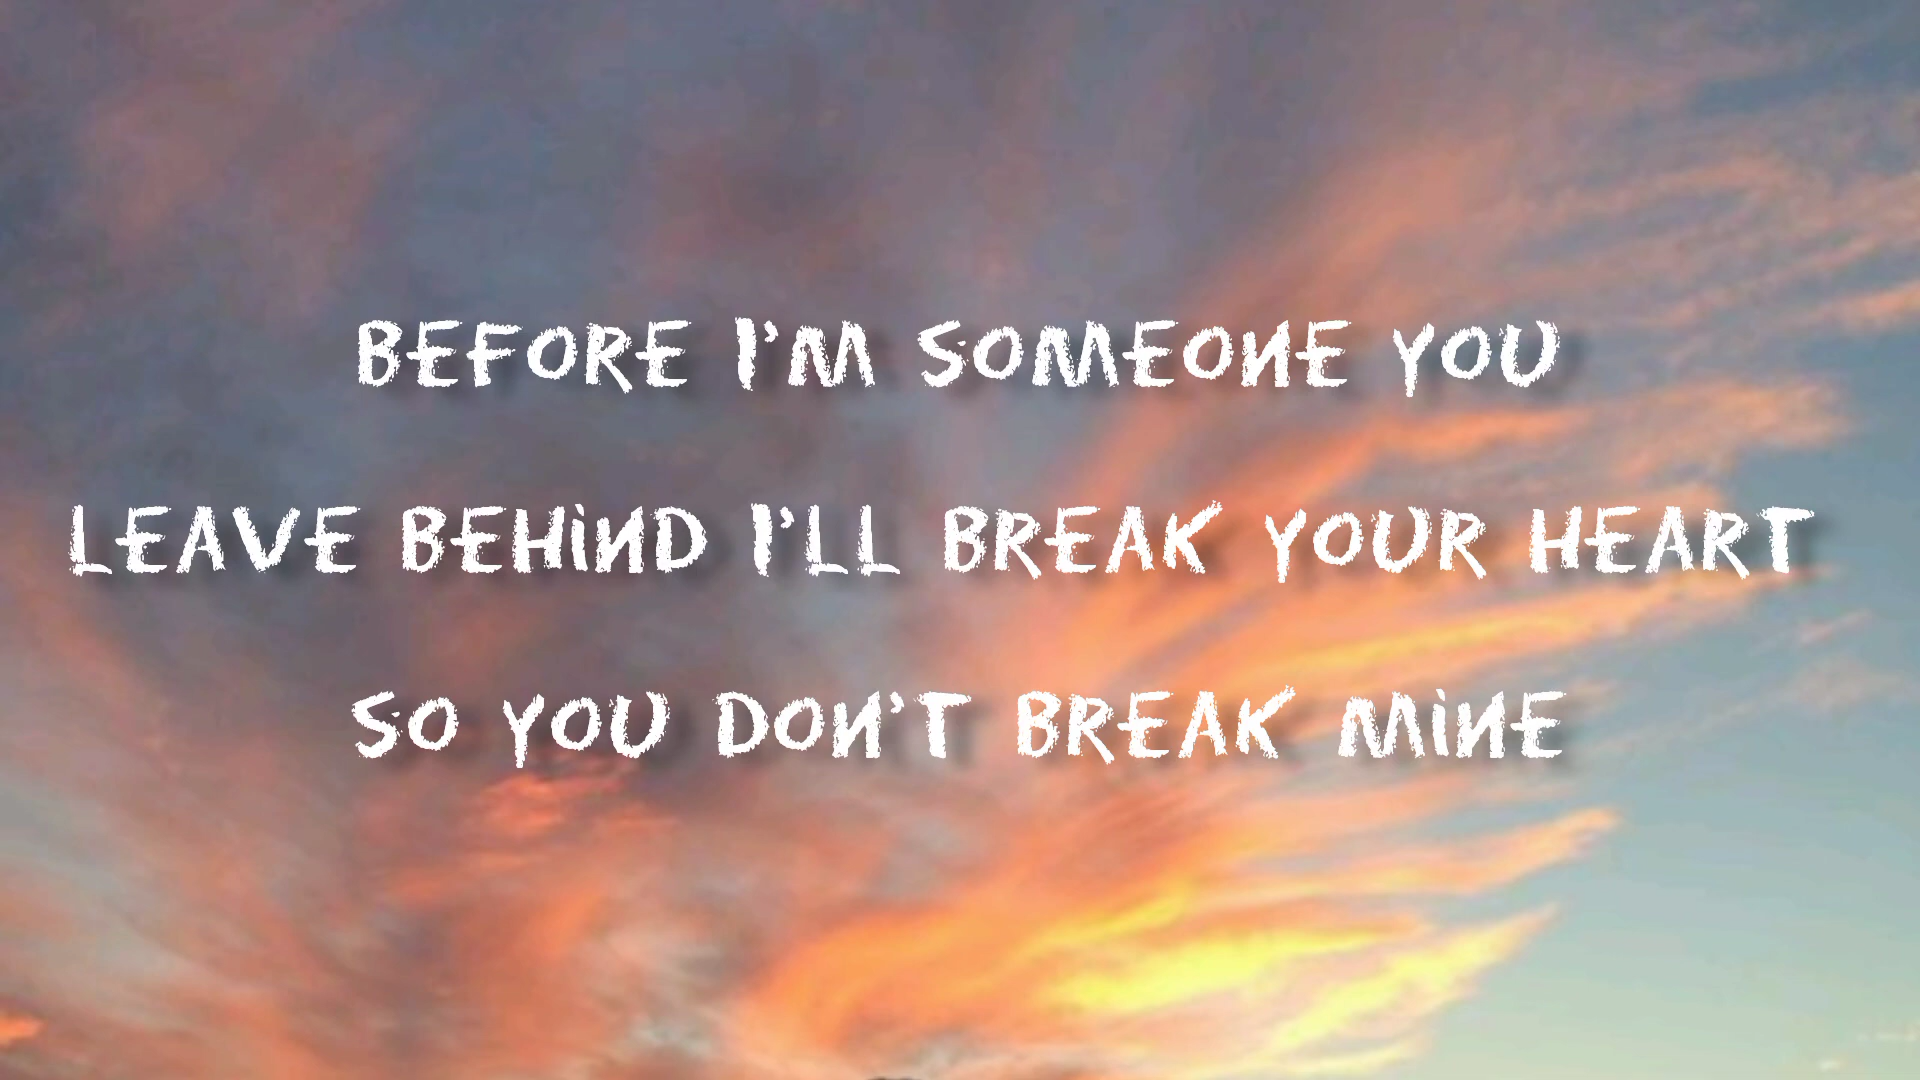 BEFORE I'M SOMEONE YOU
LEAVE BEHIND I'LL BREAK YOUR HEART
SO YOU DON'T BREAK MINE